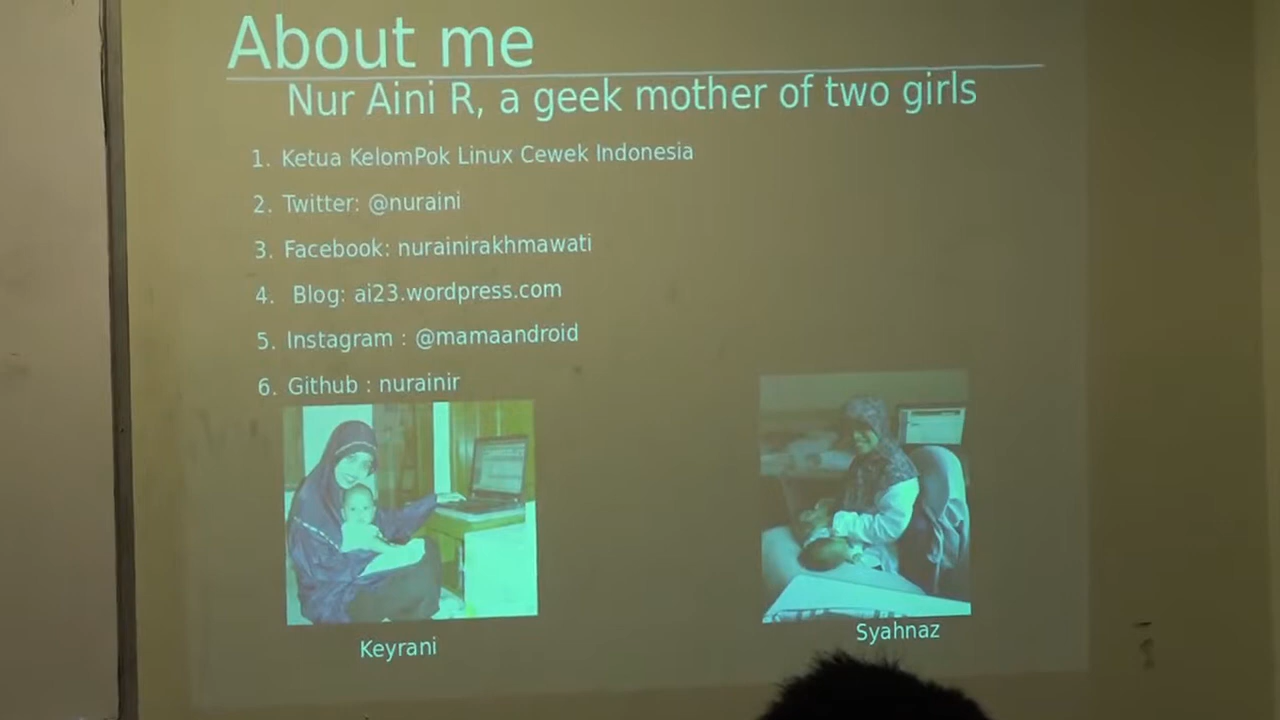 About me
Nur Aini R, a geek mother of two girls
1. Ketua KelomPok Linux Cewek Indonesia
2. Twitter: @nuraini
3. Facebook: nurainirakhmawati
4. Blog: ai23.wordpress.com
5. Instagram : @mamaandroid
6. Github : nurainir
Keyrani
Syahnaz